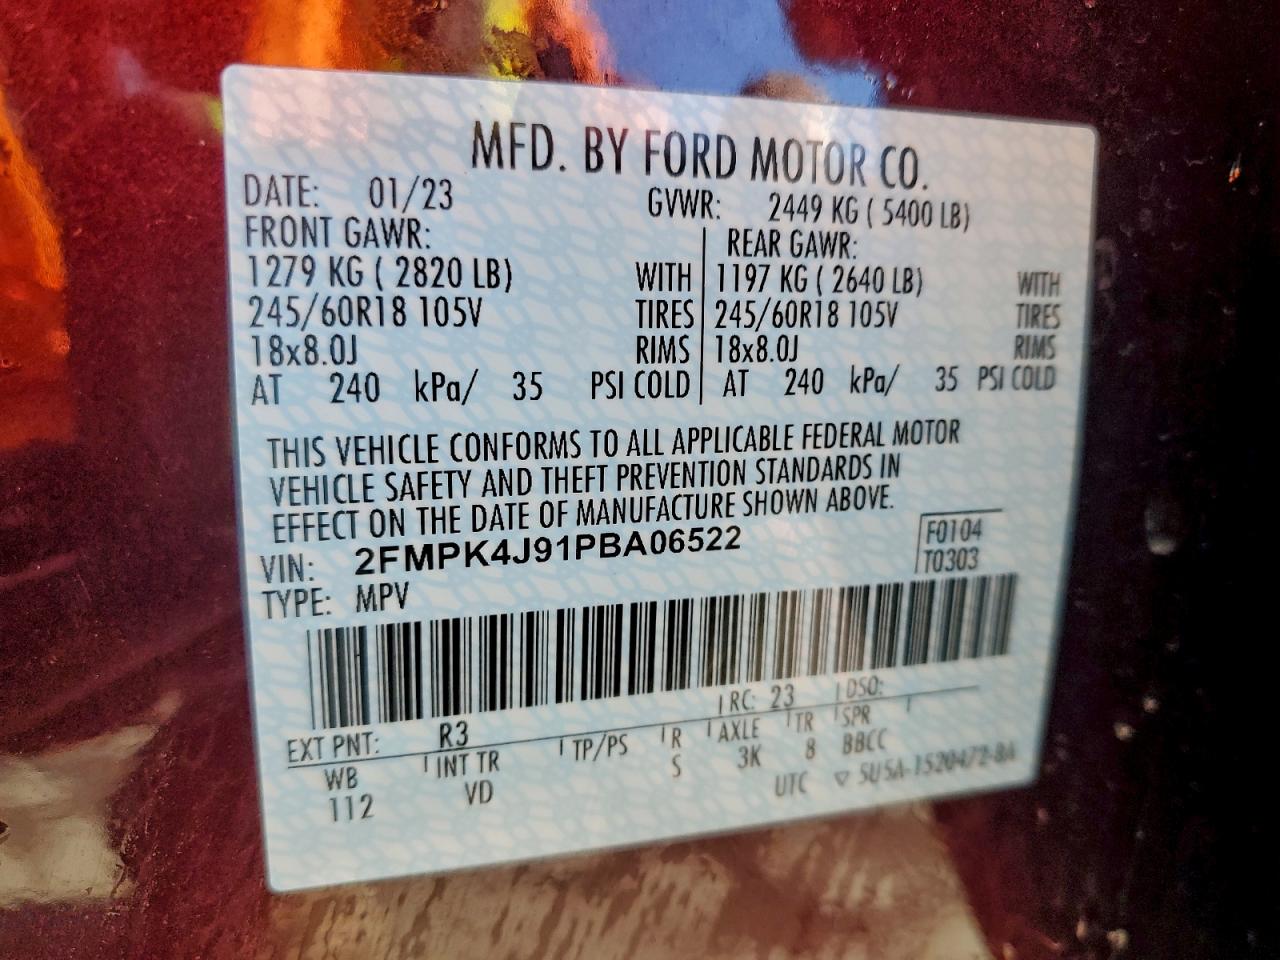 MFD. BY FORD MOTOR CO.
DATE: 01/23 GVWR: 2449 KG ( 5400 LB)
FRONT GAWR: REAR GAWR:
1279 KG ( 2820 LB) WITH 1197 KG ( 2640 LB) WITH
245/60R18 105V TIRES 245/60R18 105V TIRES
18x8.0J RIMS 18x8.0J RIMS
AT 240 kPa/ 35 PSI COLD AT 240 kPa/ 35 PSI COLD
THIS VEHICLE CONFORMS TO ALL APPLICABLE FEDERAL MOTOR
VEHICLE SAFETY AND THEFT PREVENTION STANDARDS IN
EFFECT ON THE DATE OF MANUFACTURE SHOWN ABOVE.
VIN: 2FMPK4J91PBA06522 F0104
TYPE: MPV T0303
EXT PNT: R3 RC: 23 DSO:
WB INT TR TP/PS R AXLE TR SPR
112 VD S 3K 8 BBCC
UTC ▽ 5U5A-1520472-BA